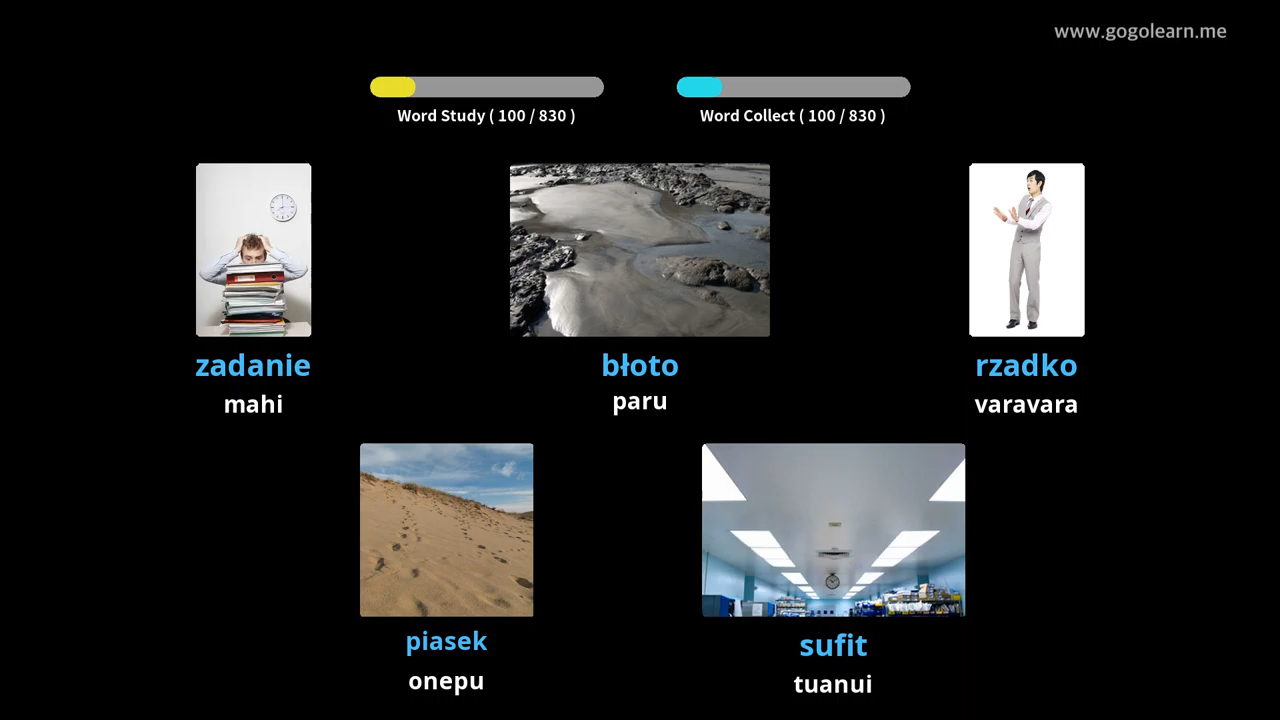 www.gogolearn.me
Word Study ( 100 / 830 )
Word Collect ( 100 / 830 )
zadanie
mahi
błoto
paru
rzadko
varavara
piasek
onepu
sufit
tuanui